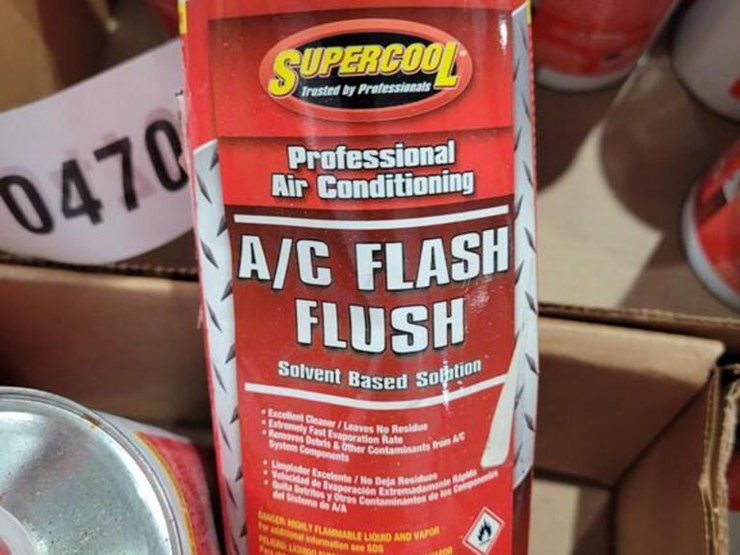 SUPERCOOL
Trusted by Professionals
0470
Professional
Air Conditioning
A/C FLASH
FLUSH
Solvent Based Solution
• Excellent Cleaner / Leaves No Residue
• Extremely Fast Evaporation Rate
• Removes Debris & Other Contaminants from A/C
System Components
• Limpiador Excelente / No Deja Residuos
• Velocidad de Evaporación Extremadamente Rápida
• Quita Detritos y Otros Contaminantes de los Componentes
del Sistema de A/A
DANGER: HIGHLY FLAMMABLE LIQUID AND VAPOR
For additional information see SDS